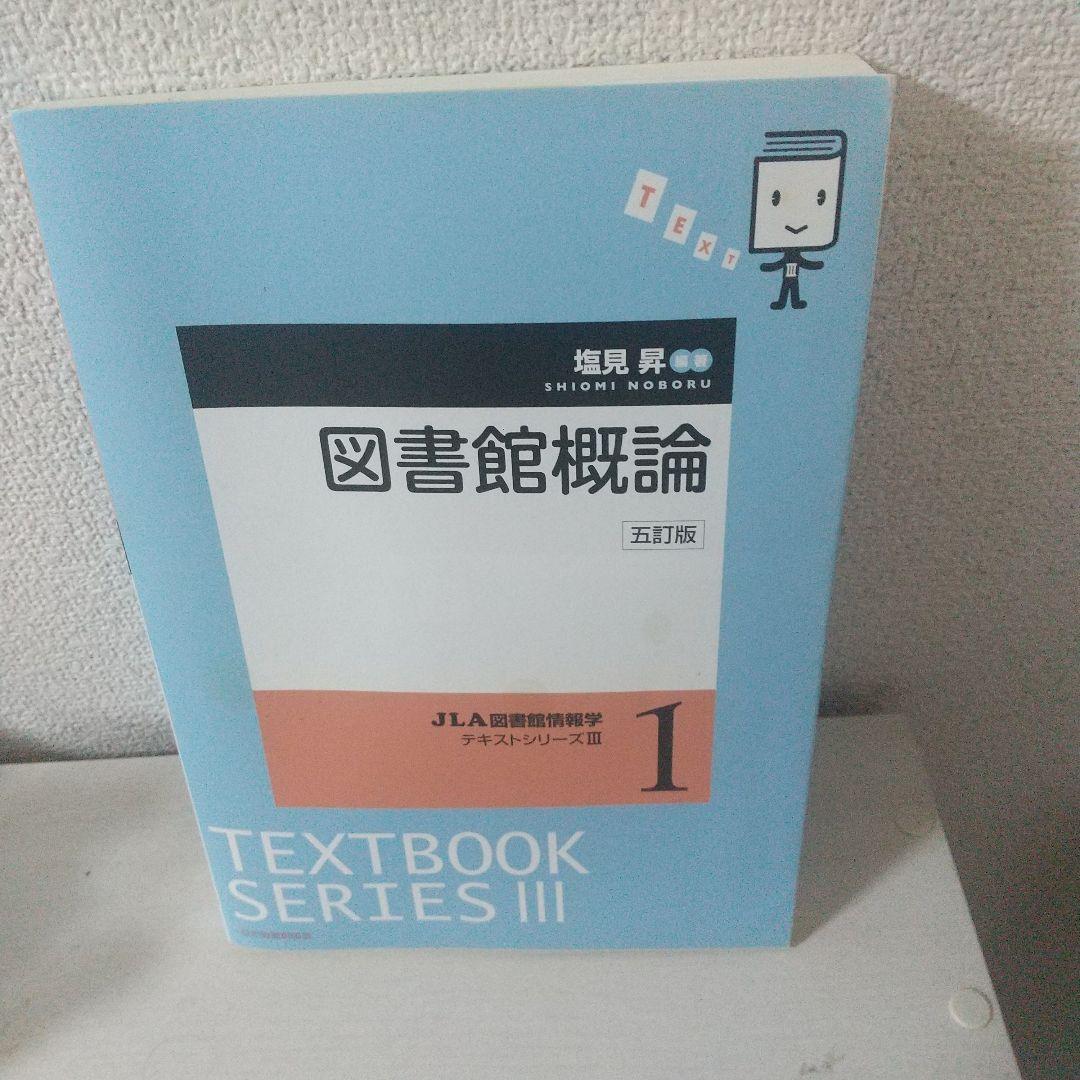 TEXT
III
塩見 昇 編著
SHIOMI NOBORU
図書館概論
五訂版
JLA図書館情報学
テキストシリーズⅢ
1
TEXTBOOK
SERIES III